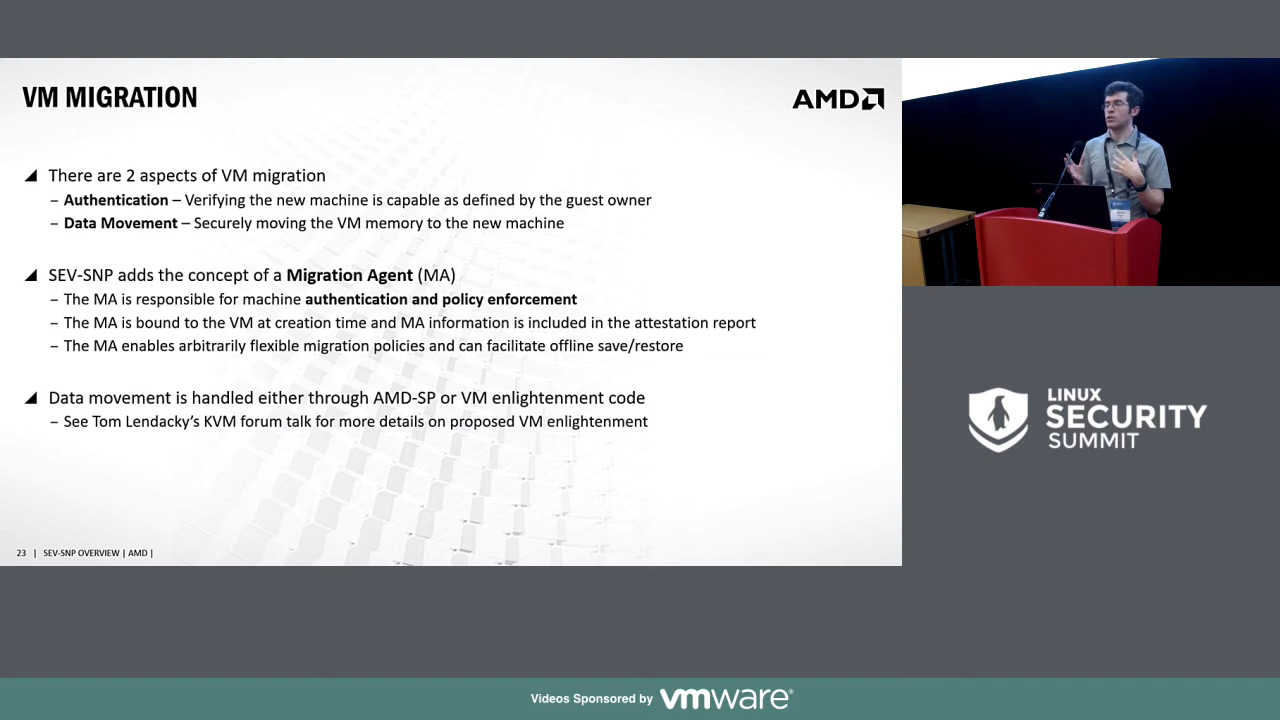 VM MIGRATION
AMD
There are 2 aspects of VM migration
– Authentication – Verifying the new machine is capable as defined by the guest owner
– Data Movement – Securely moving the VM memory to the new machine
SEV-SNP adds the concept of a Migration Agent (MA)
– The MA is responsible for machine authentication and policy enforcement
– The MA is bound to the VM at creation time and MA information is included in the attestation report
– The MA enables arbitrarily flexible migration policies and can facilitate offline save/restore
Data movement is handled either through AMD-SP or VM enlightenment code
– See Tom Lendacky's KVM forum talk for more details on proposed VM enlightenment
23 | SEV-SNP OVERVIEW | AMD |
LINUX
SECURITY
SUMMIT
Videos Sponsored by vmware®